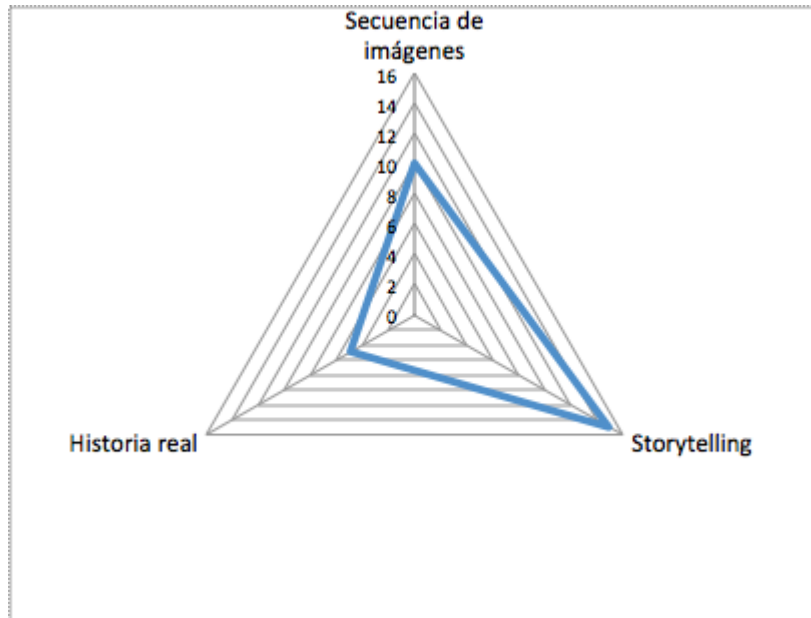 Secuencia de
imágenes
16
14
12
10
8
6
4
2
0
Historia real
Storytelling